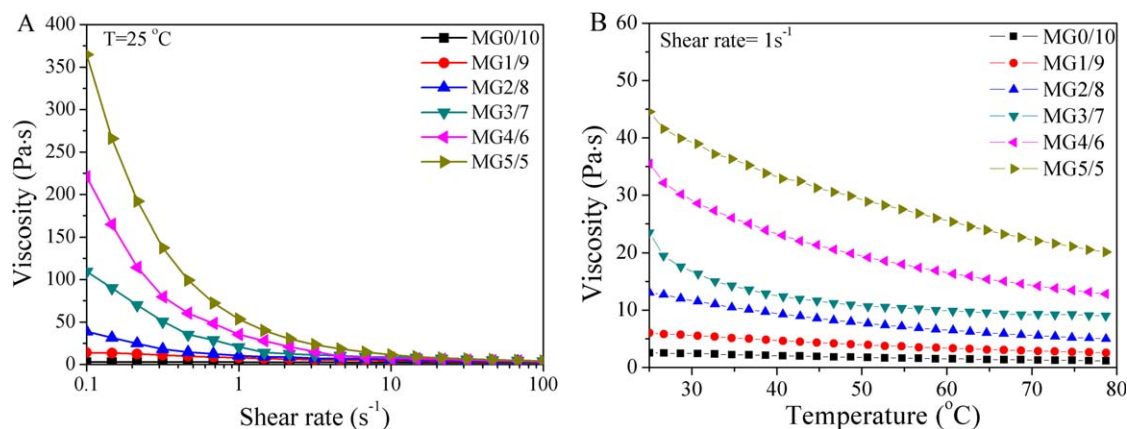 A
T=25 °C
MG0/10
MG1/9
MG2/8
MG3/7
MG4/6
MG5/5
400
350
300
250
200
150
100
50
0
Viscosity (Pa·s)
0.1
1
10
100
Shear rate (s⁻¹)
B
Shear rate= 1s⁻¹
MG0/10
MG1/9
MG2/8
MG3/7
MG4/6
MG5/5
60
50
40
30
20
10
0
Viscosity (Pa·s)
30
40
50
60
70
80
Temperature (°C)